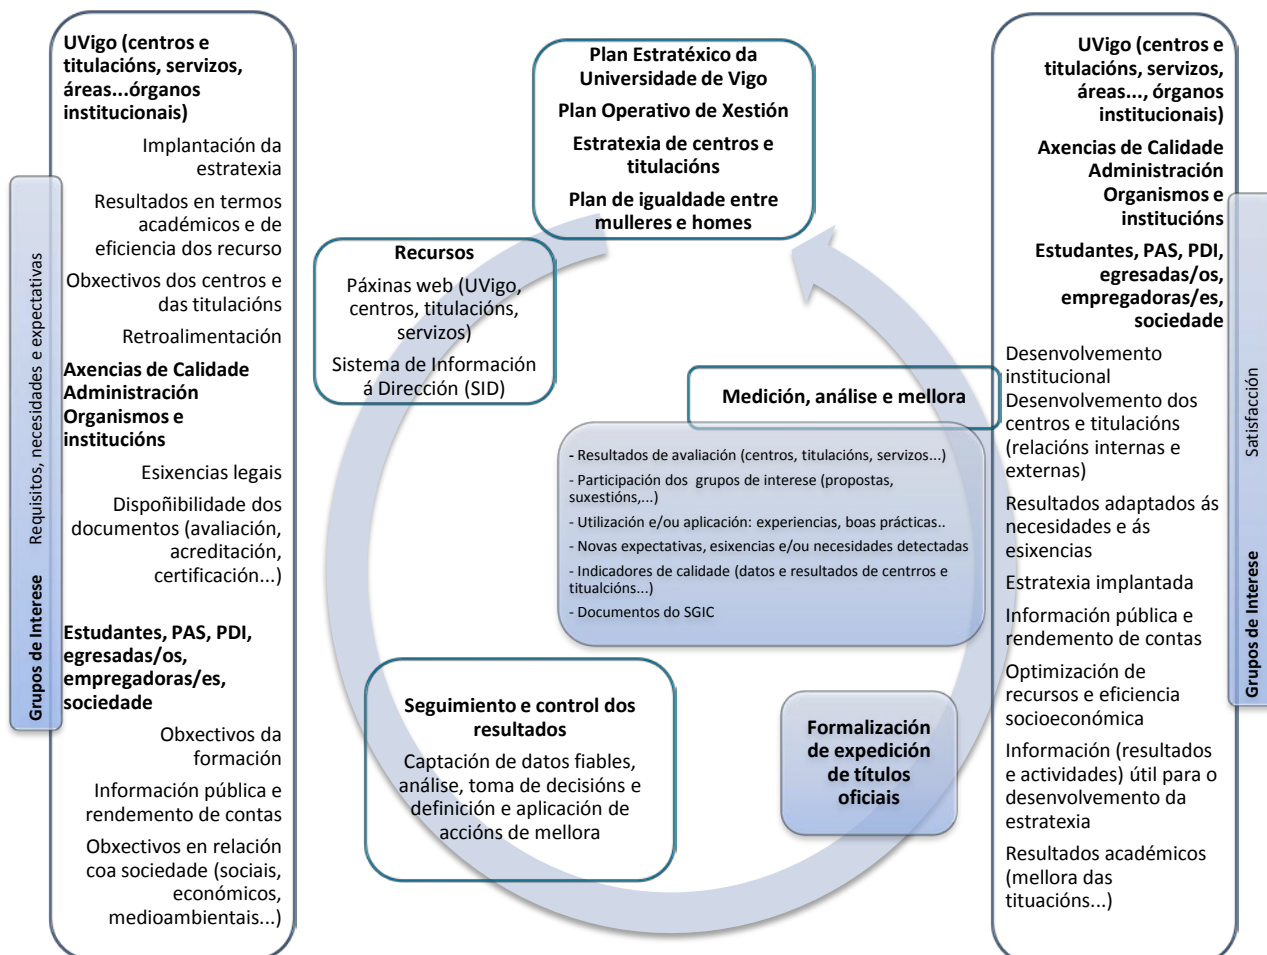 UVigo (centros e
titulacións, servizos,
áreas...órganos
institucionais)
Implantación da
estratexia
Resultados en termos
académicos e de
eficiencia dos recurso
Obxectivos dos centros e
das titulacións
Retroalimentación
Axencias de Calidade
Administración
Organismos e
institucións
Esixencias legais
Dispoñibilidade dos
documentos (avaliación,
acreditación,
certificación...)
Estudantes, PAS, PDI,
egresadas/os,
empregadoras/es,
sociedade
Obxectivos da
formación
Información pública e
rendemento de contas
Obxectivos en relación
coa sociedade (sociais,
económicos,
medioambientais...)
Grupos de Interese Requisitos, necesidades e expectativas
Plan Estratéxico da
Universidade de Vigo
Plan Operativo de Xestión
Estratexia de centros e
titulacións
Plan de igualdade entre
mulleres e homes
Recursos
Páxinas web (UVigo,
centros, titulacións,
servizos)
Sistema de Información
á Dirección (SID)
Medición, análise e mellora
- Resultados de avaliación (centros, titulacións, servizos...)
- Participación dos grupos de interese (propostas,
suxestións,...)
- Utilización e/ou aplicación: experiencias, boas prácticas..
- Novas expectativas, esixencias e/ou necesidades detectadas
- Indicadores de calidade (datos e resultados de centrros e
titualcións...)
- Documentos do SGIC
Seguimiento e control dos
resultados
Captación de datos fiables,
análise, toma de decisións e
definición e aplicación de
accións de mellora
Formalización
de expedición
de títulos
oficiais
UVigo (centros e
titulacións, servizos,
áreas..., órganos
institucionais)
Axencias de Calidade
Administración
Organismos e
institucións
Estudantes, PAS, PDI,
egresadas/os,
empregadoras/es,
sociedade
Desenvolvemento
institucional
Desenvolvemento dos
centros e titulacións
(relacións internas e
externas)
Resultados adaptados ás
necesidades e ás
esixencias
Estratexia implantada
Información pública e
rendemento de contas
Optimización de
recursos e eficiencia
socioeconómica
Información (resultados
e actividades) útil para o
desenvolvemento da
estratexia
Resultados académicos
(mellora das
tituacións...)
Grupos de Interese Satisfacción